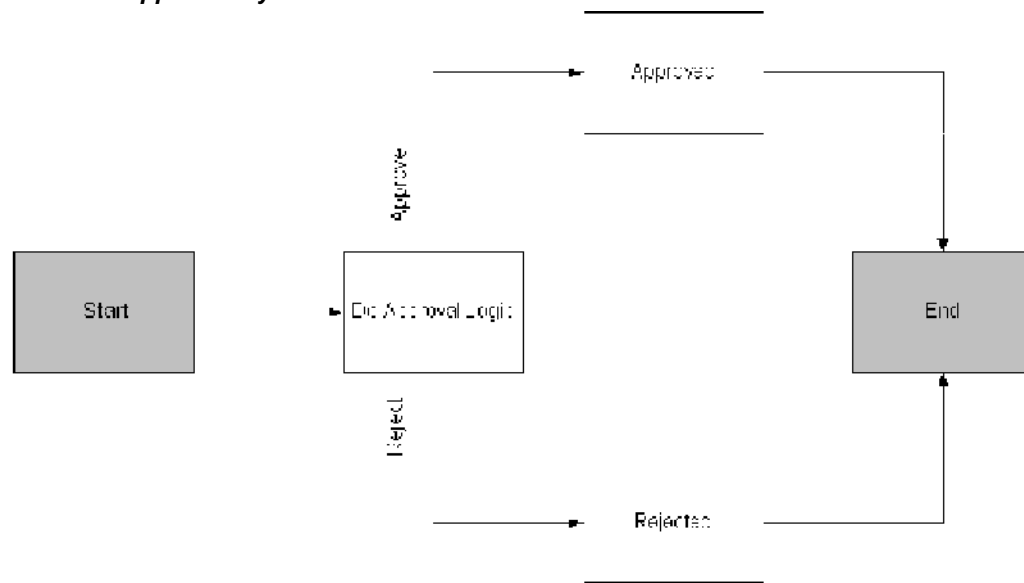 Approved
Approve
Start
Do Approval Logic
End
Reject
Rejected